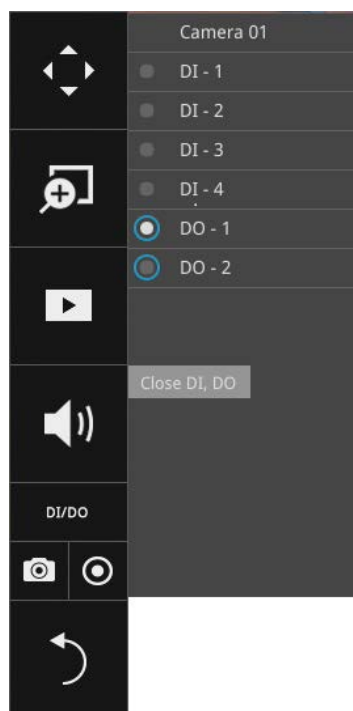 Camera 01
DI - 1
DI - 2
DI - 3
DI - 4
DO - 1
DO - 2
Close DI, DO
DI/DO